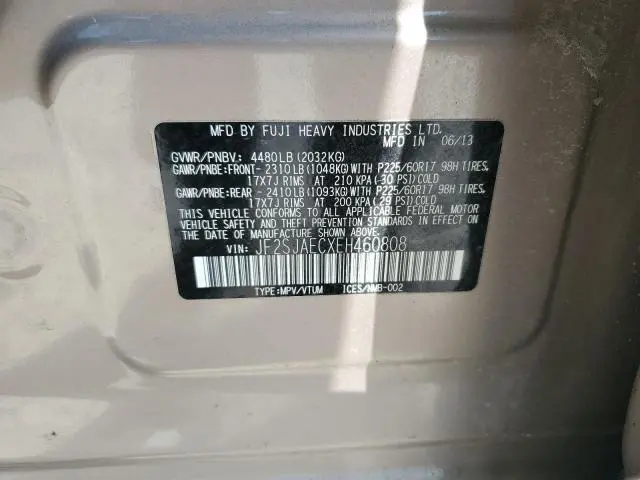 MFD BY FUJI HEAVY INDUSTRIES LTD.
MFD IN 06/13
GVWR/PNBV: 4480LB (2032KG)
GAWR/PNBE:FRONT- 2310LB (1048KG) WITH P225/60R17 98H TIRES,
17X7J RIMS AT 210 KPA (30 PSI) COLD
GAWR/PNBE:REAR - 2410LB (1093KG) WITH P225/60R17 98H TIRES,
17X7J RIMS AT 200 KPA (29 PSI) COLD
THIS VEHICLE CONFORMS TO ALL APPLICABLE FEDERAL MOTOR
VEHICLE SAFETY AND THEFT PREVENTION STANDARDS IN EFFECT
ON THE DATE OF MANUFACTURE SHOWN ABOVE.
VIN: JF2SJAECXEH460808
TYPE:MPV/VTUM ICES/NMB-002